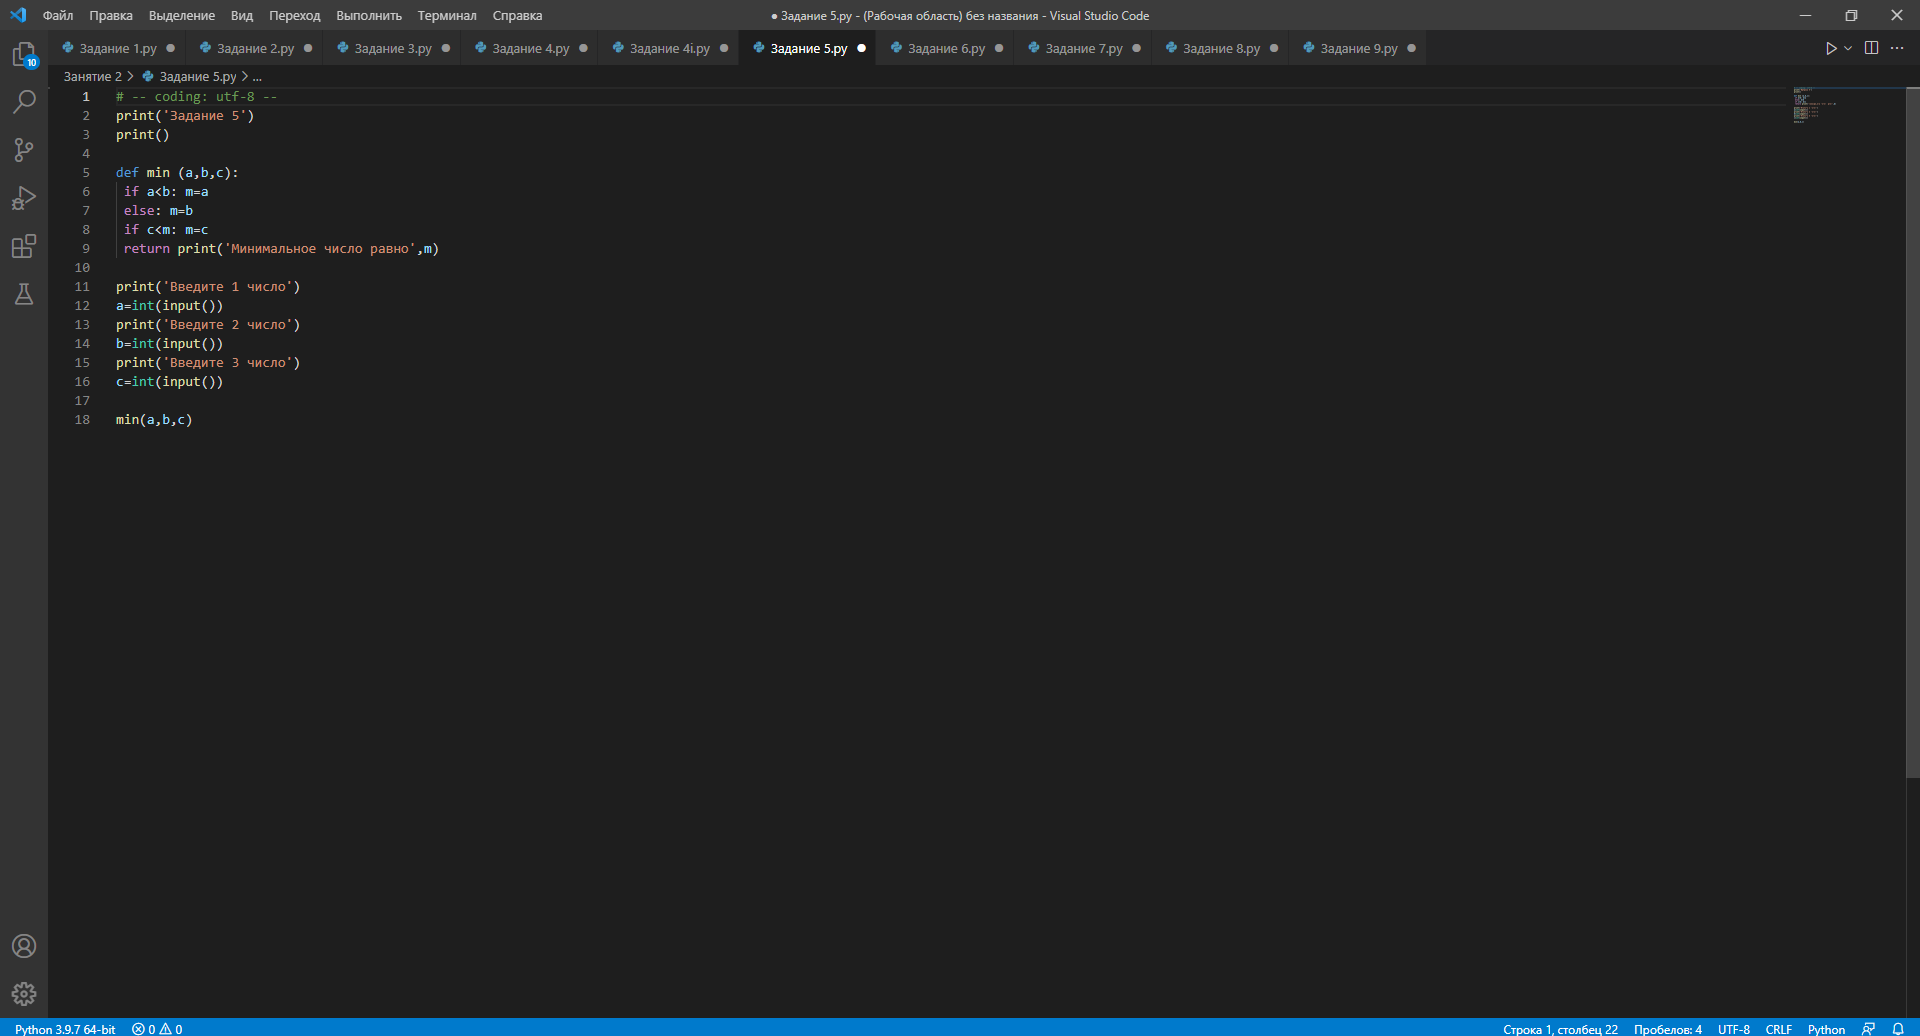 Файл Правка Выделение Вид Переход Выполнить Терминал Справка
● Задание 5.py - (Рабочая область) без названия - Visual Studio Code
Задание 1.py Задание 2.py Задание 3.py Задание 4.py Задание 4i.py Задание 5.py Задание 6.py Задание 7.py Задание 8.py Задание 9.py
10
Занятие 2 > Задание 5.py > ...
1 # -- coding: utf-8 --
2 print('Задание 5')
3 print()
4
5 def min (a,b,c):
6 if a<b: m=a
7 else: m=b
8 if c<m: m=c
9 return print('Минимальное число равно',m)
10
11 print('Введите 1 число')
12 a=int(input())
13 print('Введите 2 число')
14 b=int(input())
15 print('Введите 3 число')
16 c=int(input())
17
18 min(a,b,c)
Python 3.9.7 64-bit 0 0 Строка 1, столбец 22 Пробелов: 4 UTF-8 CRLF Python